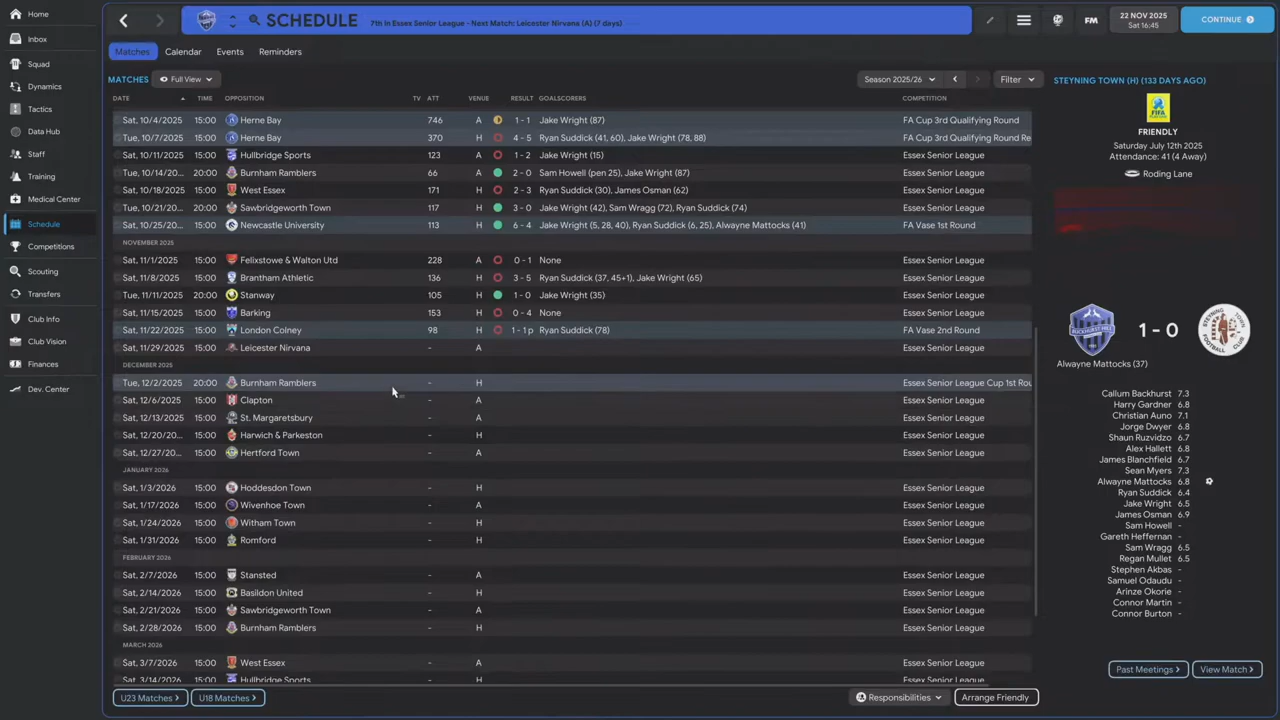 Home
Inbox
Squad
Dynamics
Tactics
Data Hub
Staff
Training
Medical Center
Schedule
Competitions
Scouting
Transfers
Club Info
Club Vision
Finances
Dev. Center
SCHEDULE
7th in Essex Senior League - Next Match: Leicester Nirvana (A) (7 days)
FM
22 NOV 2025
Sat 16:45
CONTINUE
Matches Calendar Events Reminders
MATCHES Full View Season 2025/26 Filter
DATE TIME OPPOSITION TV ATT VENUE RESULT GOALSCORERS COMPETITION
Sat, 10/4/2025 15:00 Herne Bay 746 A 1 - 1 Jake Wright (87) FA Cup 3rd Qualifying Round
Tue, 10/7/2025 15:00 Herne Bay 370 H 4 - 5 Ryan Suddick (41, 60), Jake Wright (78, 88) FA Cup 3rd Qualifying Round Re
Sat, 10/11/2025 15:00 Hullbridge Sports 123 A 1 - 2 Jake Wright (15) Essex Senior League
Tue, 10/14/20... 20:00 Burnham Ramblers 66 A 2 - 0 Sam Howell (pen 25), Jake Wright (87) Essex Senior League
Sat, 10/18/20... 15:00 West Essex 171 H 2 - 3 Ryan Suddick (30), James Osman (62) Essex Senior League
Tue, 10/21/20... 20:00 Sawbridgeworth Town 117 H 3 - 0 Jake Wright (42), Sam Wragg (72), Ryan Suddick (74) Essex Senior League
Sat, 10/25/20... 15:00 Newcastle University 113 H 6 - 4 Jake Wright (5, 28, 40), Ryan Suddick (6, 25), Alwayne Mattocks (41) FA Vase 1st Round
NOVEMBER 2025
Sat, 11/1/2025 15:00 Felixstowe & Walton Utd 228 A 0 - 1 None Essex Senior League
Sat, 11/8/2025 15:00 Brantham Athletic 136 H 3 - 5 Ryan Suddick (37, 45+1), Jake Wright (65) Essex Senior League
Tue, 11/11/2025 20:00 Stanway 105 H 1 - 0 Jake Wright (35) Essex Senior League
Sat, 11/15/2025 15:00 Barking 153 H 0 - 4 None Essex Senior League
Sat, 11/22/2025 15:00 London Colney 98 H 1 - 1 p Ryan Suddick (78) FA Vase 2nd Round
Sat, 11/29/2025 15:00 Leicester Nirvana - A Essex Senior League
DECEMBER 2025
Tue, 12/2/2025 20:00 Burnham Ramblers - H Essex Senior League Cup 1st Rou
Sat, 12/6/2025 15:00 Clapton - A Essex Senior League
Sat, 12/13/2025 15:00 St. Margaretsbury - A Essex Senior League
Sat, 12/20/20... 15:00 Harwich & Parkeston - H Essex Senior League
Sat, 12/27/20... 15:00 Hertford Town - A Essex Senior League
JANUARY 2026
Sat, 1/3/2026 15:00 Hoddesdon Town - H Essex Senior League
Sat, 1/17/2026 15:00 Wivenhoe Town - A Essex Senior League
Sat, 1/24/2026 15:00 Witham Town - H Essex Senior League
Sat, 1/31/2026 15:00 Romford - H Essex Senior League
FEBRUARY 2026
Sat, 2/7/2026 15:00 Stansted - A Essex Senior League
Sat, 2/14/2026 15:00 Basildon United - H Essex Senior League
Sat, 2/21/2026 15:00 Sawbridgeworth Town - A Essex Senior League
Sat, 2/28/2026 15:00 Burnham Ramblers - H Essex Senior League
MARCH 2026
Sat, 3/7/2026 15:00 West Essex - A Essex Senior League
Sat, 3/14/2026 15:00 Hullbridge Sports - H Essex Senior League
U23 Matches > U18 Matches > Responsibilities Arrange Friendly
STEYNING TOWN (H) (133 DAYS AGO)
FRIENDLY
Saturday July 12th 2025
Attendance: 41 (4 Away)
Roding Lane
1 - 0
Alwayne Mattocks (37)
Callum Backhurst 7.3
Harry Gardner 6.8
Christian Auno 7.1
Jorge Dwyer 6.8
Shaun Ruzvidzo 6.7
Alex Hallett 6.8
James Blanchfield 6.7
Sean Myers 7.3
Alwayne Mattocks 6.8
Ryan Suddick 6.4
Jake Wright 6.5
James Osman 6.9
Sam Howell -
Gareth Heffernan -
Sam Wragg 6.5
Regan Mullet 6.5
Stephen Akbas -
Samuel Odaudu -
Arinze Okorie -
Connor Martin -
Connor Burton -
Past Meetings > View Match >